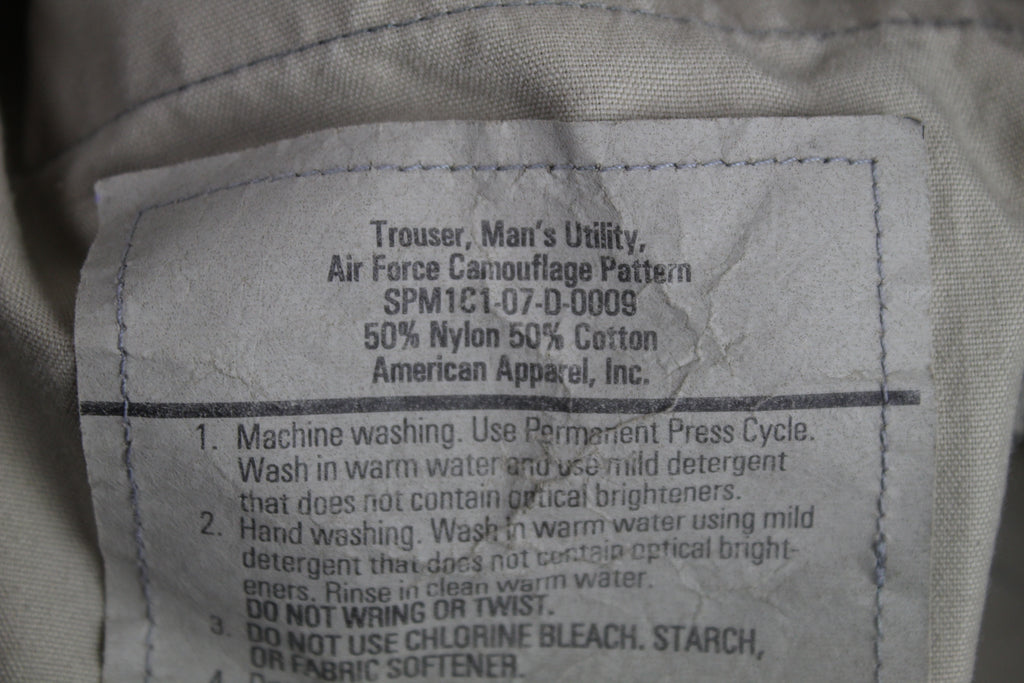 Trouser, Man's Utility,
Air Force Camouflage Pattern
SPM1C1-07-D-0009
50% Nylon 50% Cotton
American Apparel, Inc.
1. Machine washing. Use Permanent Press Cycle.
Wash in warm water and use mild detergent
that does not contain optical brighteners.
2. Hand washing. Wash in warm water using mild
detergent that does not contain optical bright-
eners. Rinse in clean warm water.
DO NOT WRING OR TWIST.
3. DO NOT USE CHLORINE BLEACH. STARCH,
OR FABRIC SOFTENER.
4.